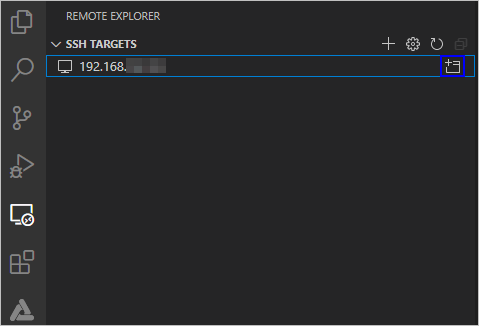 REMOTE EXPLORER
SSH TARGETS
192.168.